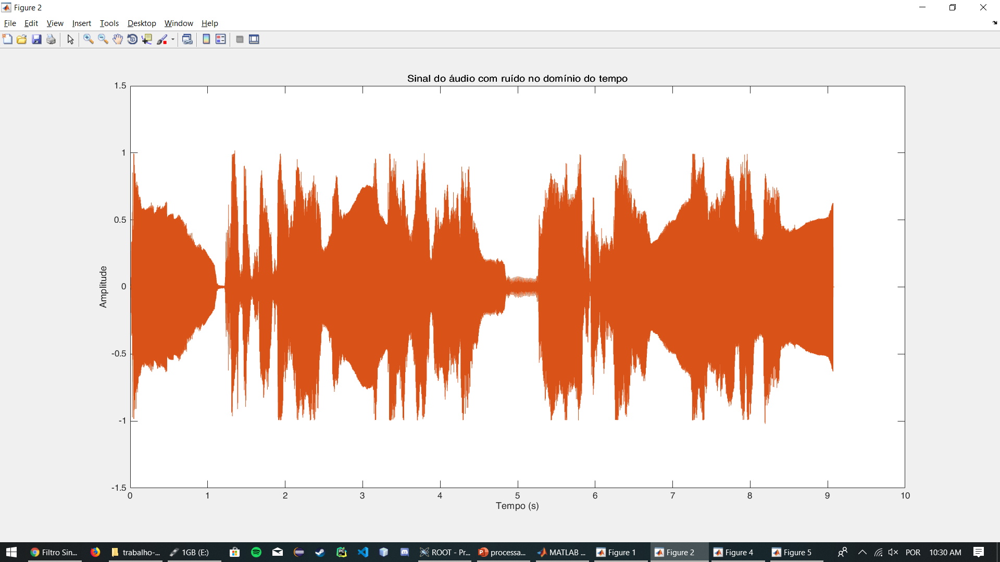 Figure 2
File Edit View Insert Tools Desktop Window Help
Sinal do áudio com ruído no domínio do tempo
1.5
1
0.5
0
-0.5
-1
-1.5
Amplitude
0 1 2 3 4 5 6 7 8 9 10
Tempo (s)
Filtro Sin... trabalho-... 1GB (E:) PC ROOT - Pr... processa... MATLAB ... Figure 1 Figure 2 Figure 4 Figure 5 POR 10:30 AM